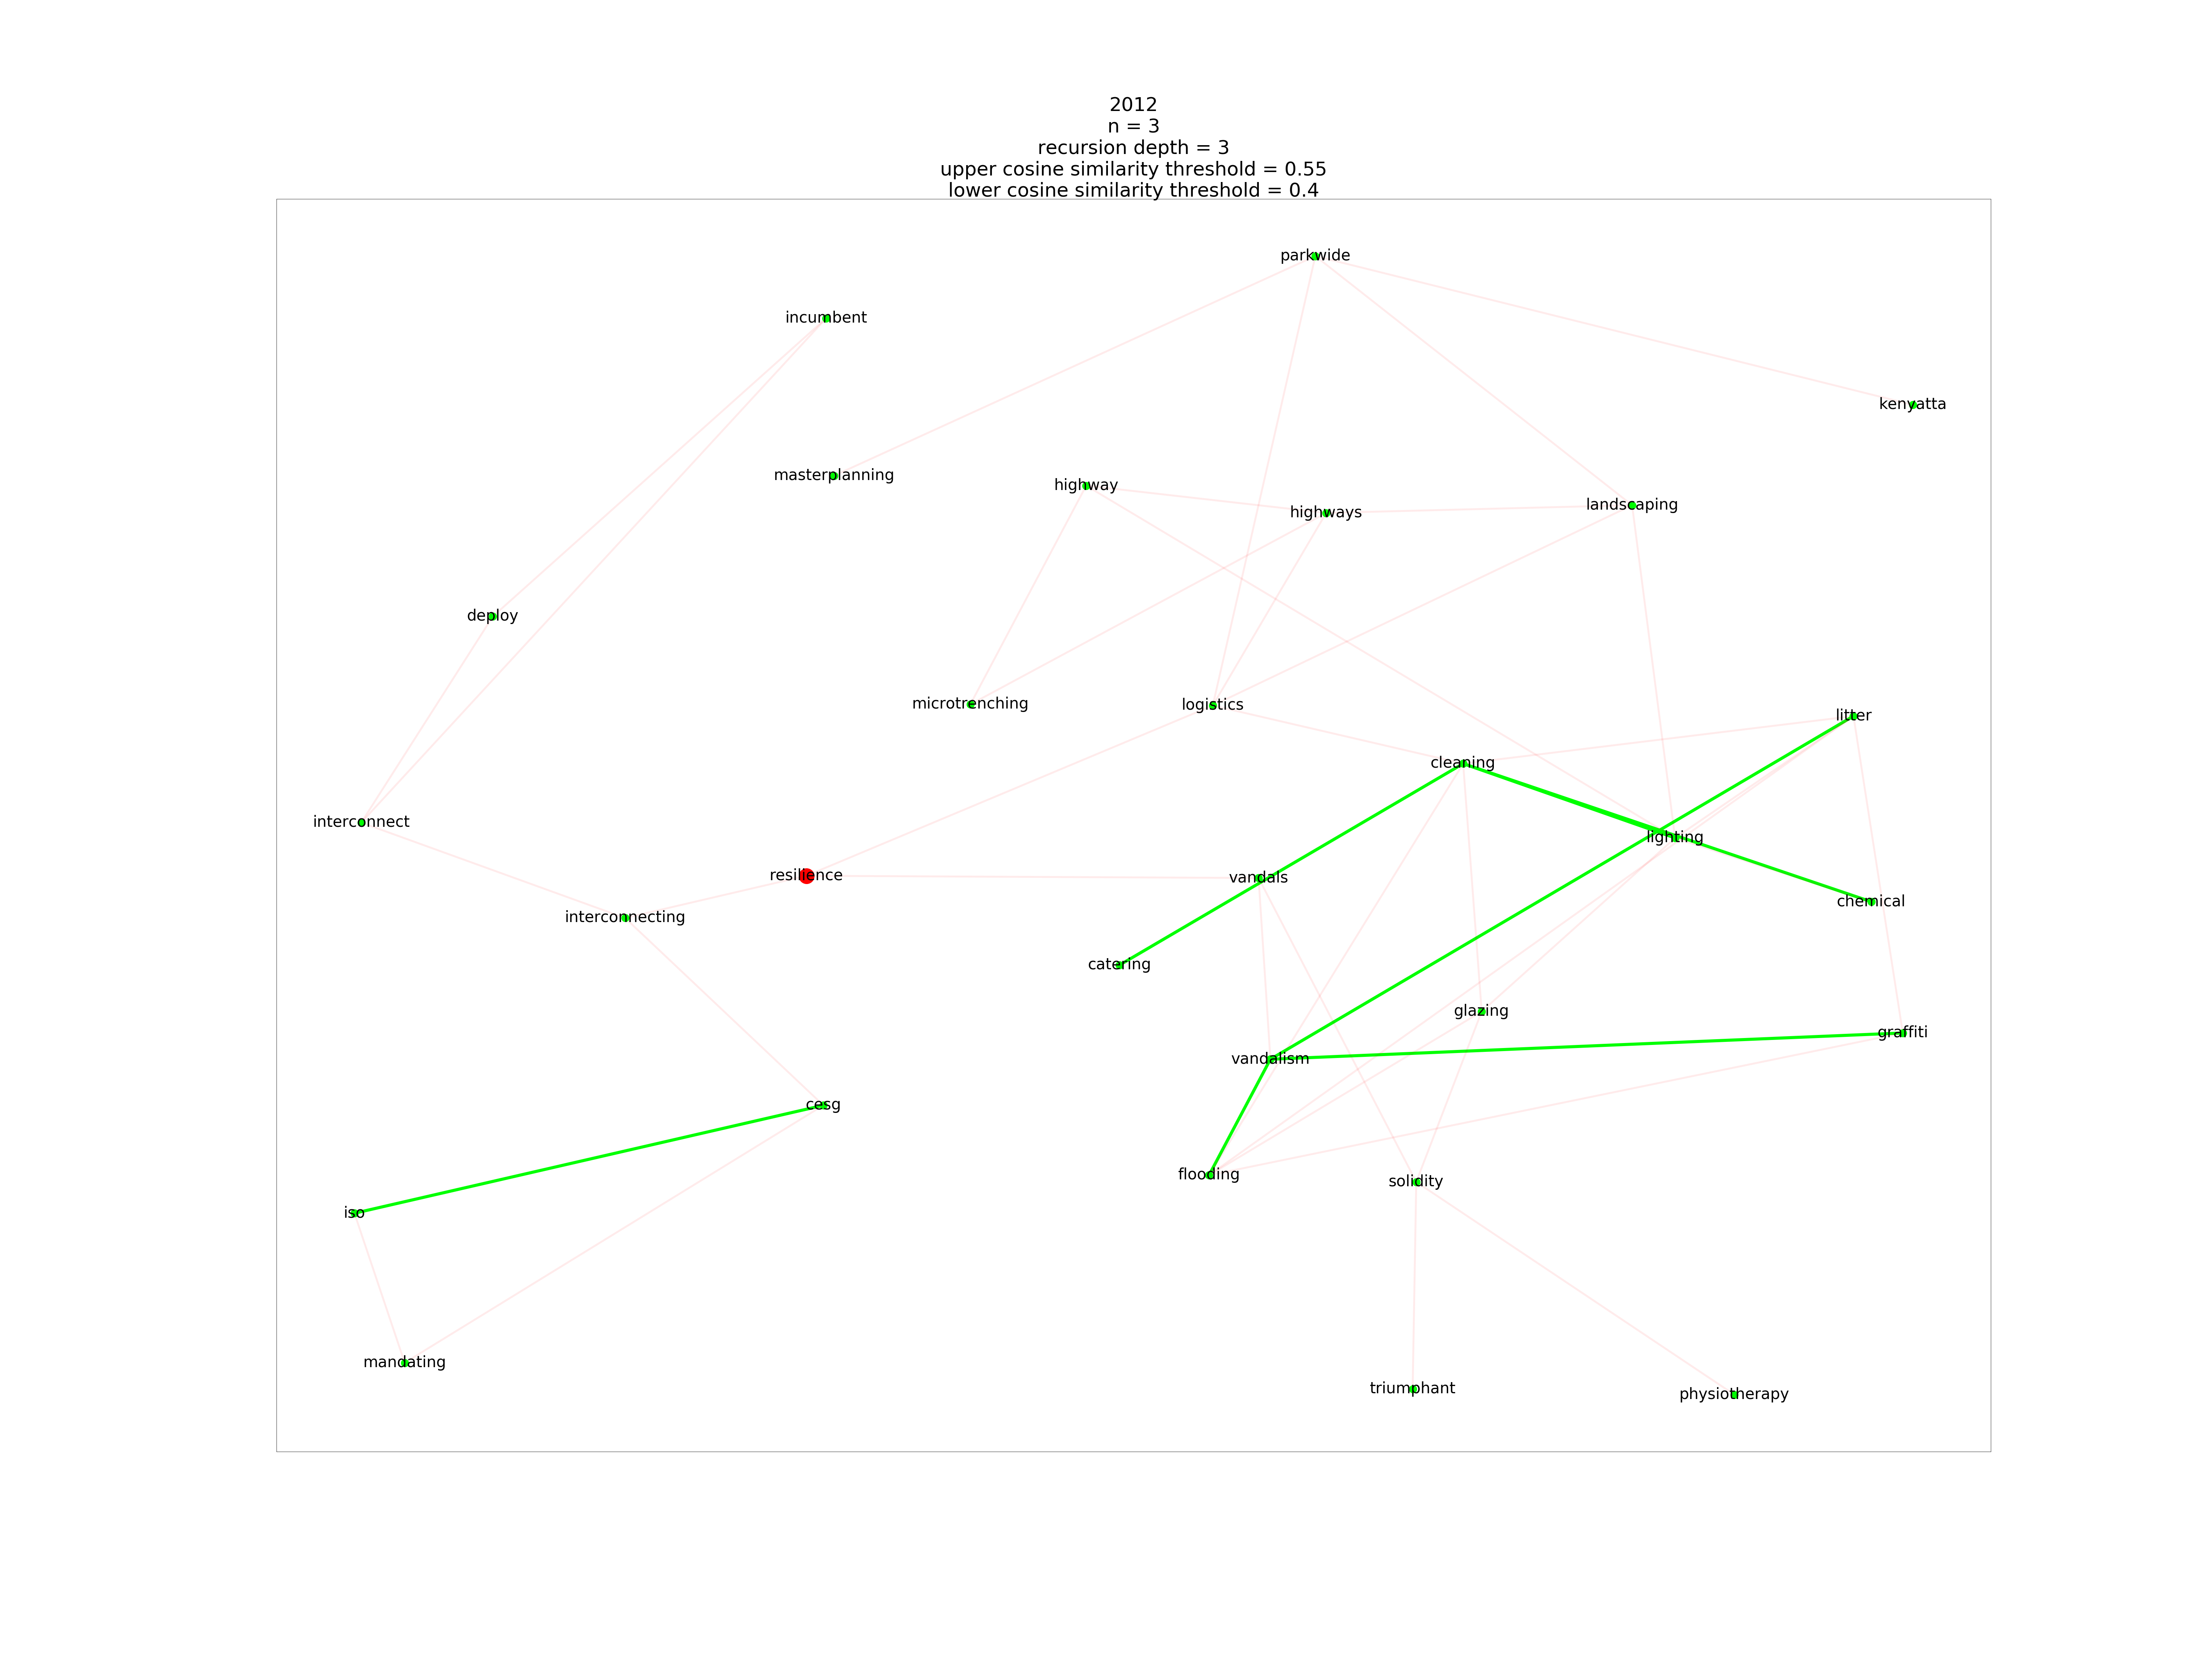 2012
n = 3
recursion depth = 3
upper cosine similarity threshold = 0.55
lower cosine similarity threshold = 0.4
parkwide
incumbent
kenyatta
masterplanning
highway
highways
landscaping
deploy
microtrenching
logistics
litter
cleaning
interconnect
lighting
resilience
vandals
chemical
interconnecting
catering
glazing
graffiti
vandalism
cesg
flooding
solidity
iso
mandating
triumphant
physiotherapy